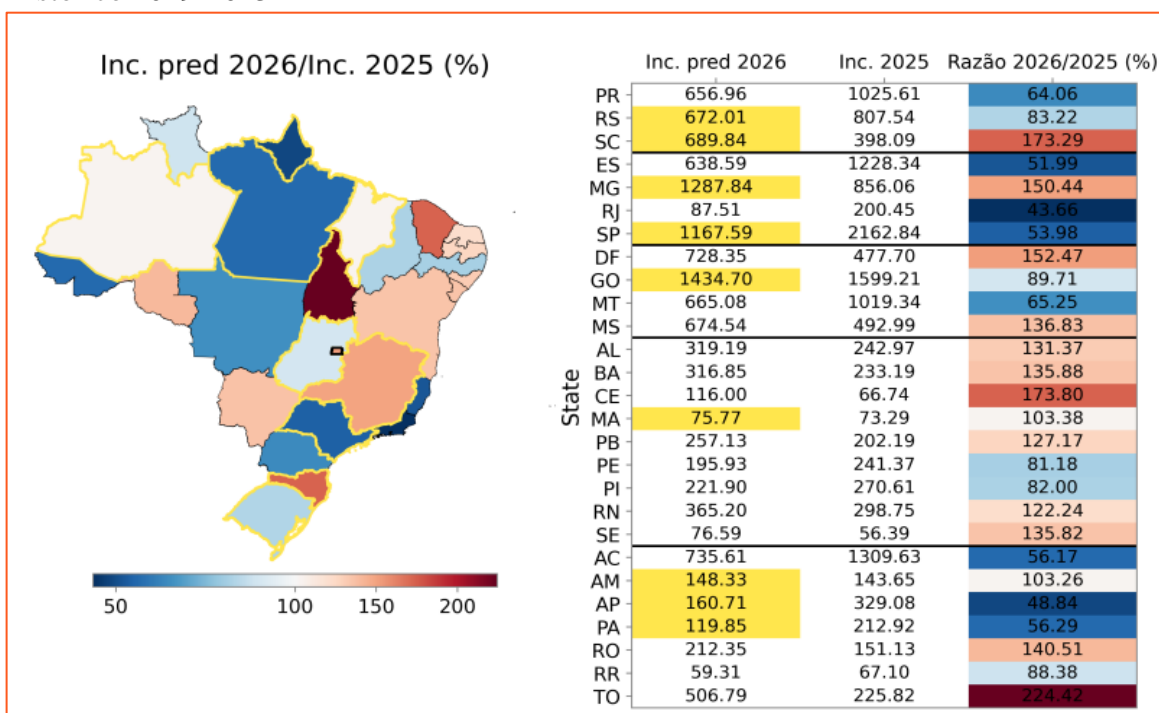 Inc. pred 2026/Inc. 2025 (%)
50 100 150 200
Inc. pred 2026 Inc. 2025 Razão 2026/2025 (%)
State
PR 656.96 1025.61 64.06
RS 672.01 807.54 83.22
SC 689.84 398.09 173.29
ES 638.59 1228.34 51.99
MG 1287.84 856.06 150.44
RJ 87.51 200.45 43.66
SP 1167.59 2162.84 53.98
DF 728.35 477.70 152.47
GO 1434.70 1599.21 89.71
MT 665.08 1019.34 65.25
MS 674.54 492.99 136.83
AL 319.19 242.97 131.37
BA 316.85 233.19 135.88
CE 116.00 66.74 173.80
MA 75.77 73.29 103.38
PB 257.13 202.19 127.17
PE 195.93 241.37 81.18
PI 221.90 270.61 82.00
RN 365.20 298.75 122.24
SE 76.59 56.39 135.82
AC 735.61 1309.63 56.17
AM 148.33 143.65 103.26
AP 160.71 329.08 48.84
PA 119.85 212.92 56.29
RO 212.35 151.13 140.51
RR 59.31 67.10 88.38
TO 506.79 225.82 224.42